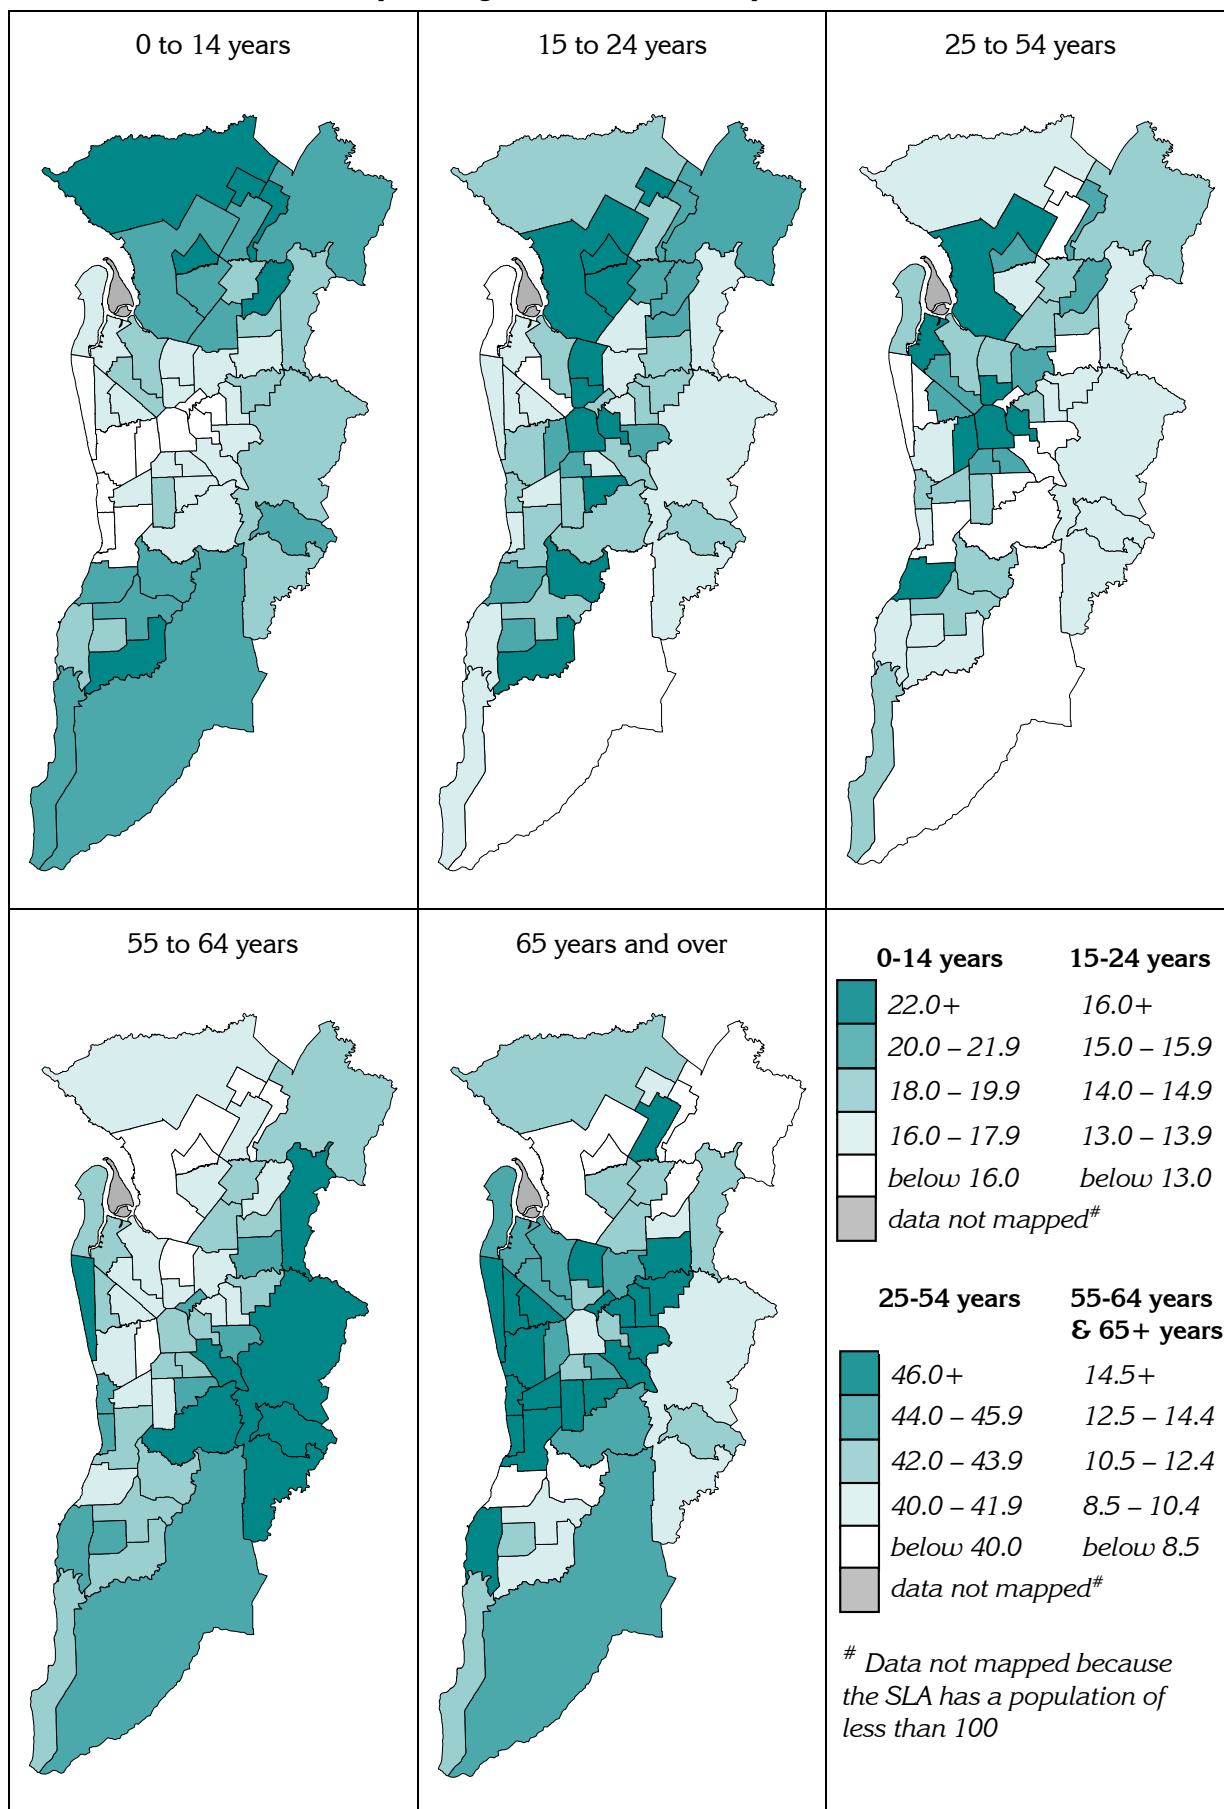 0 to 14 years
15 to 24 years
25 to 54 years
55 to 64 years
65 years and over
0-14 years 15-24 years
22.0+ 16.0+
20.0 – 21.9 15.0 – 15.9
18.0 – 19.9 14.0 – 14.9
16.0 – 17.9 13.0 – 13.9
below 16.0 below 13.0
data not mapped#
25-54 years 55-64 years
& 65+ years
46.0+ 14.5+
44.0 – 45.9 12.5 – 14.4
42.0 – 43.9 10.5 – 12.4
40.0 – 41.9 8.5 – 10.4
below 40.0 below 8.5
data not mapped#
# Data not mapped because
the SLA has a population of
less than 100